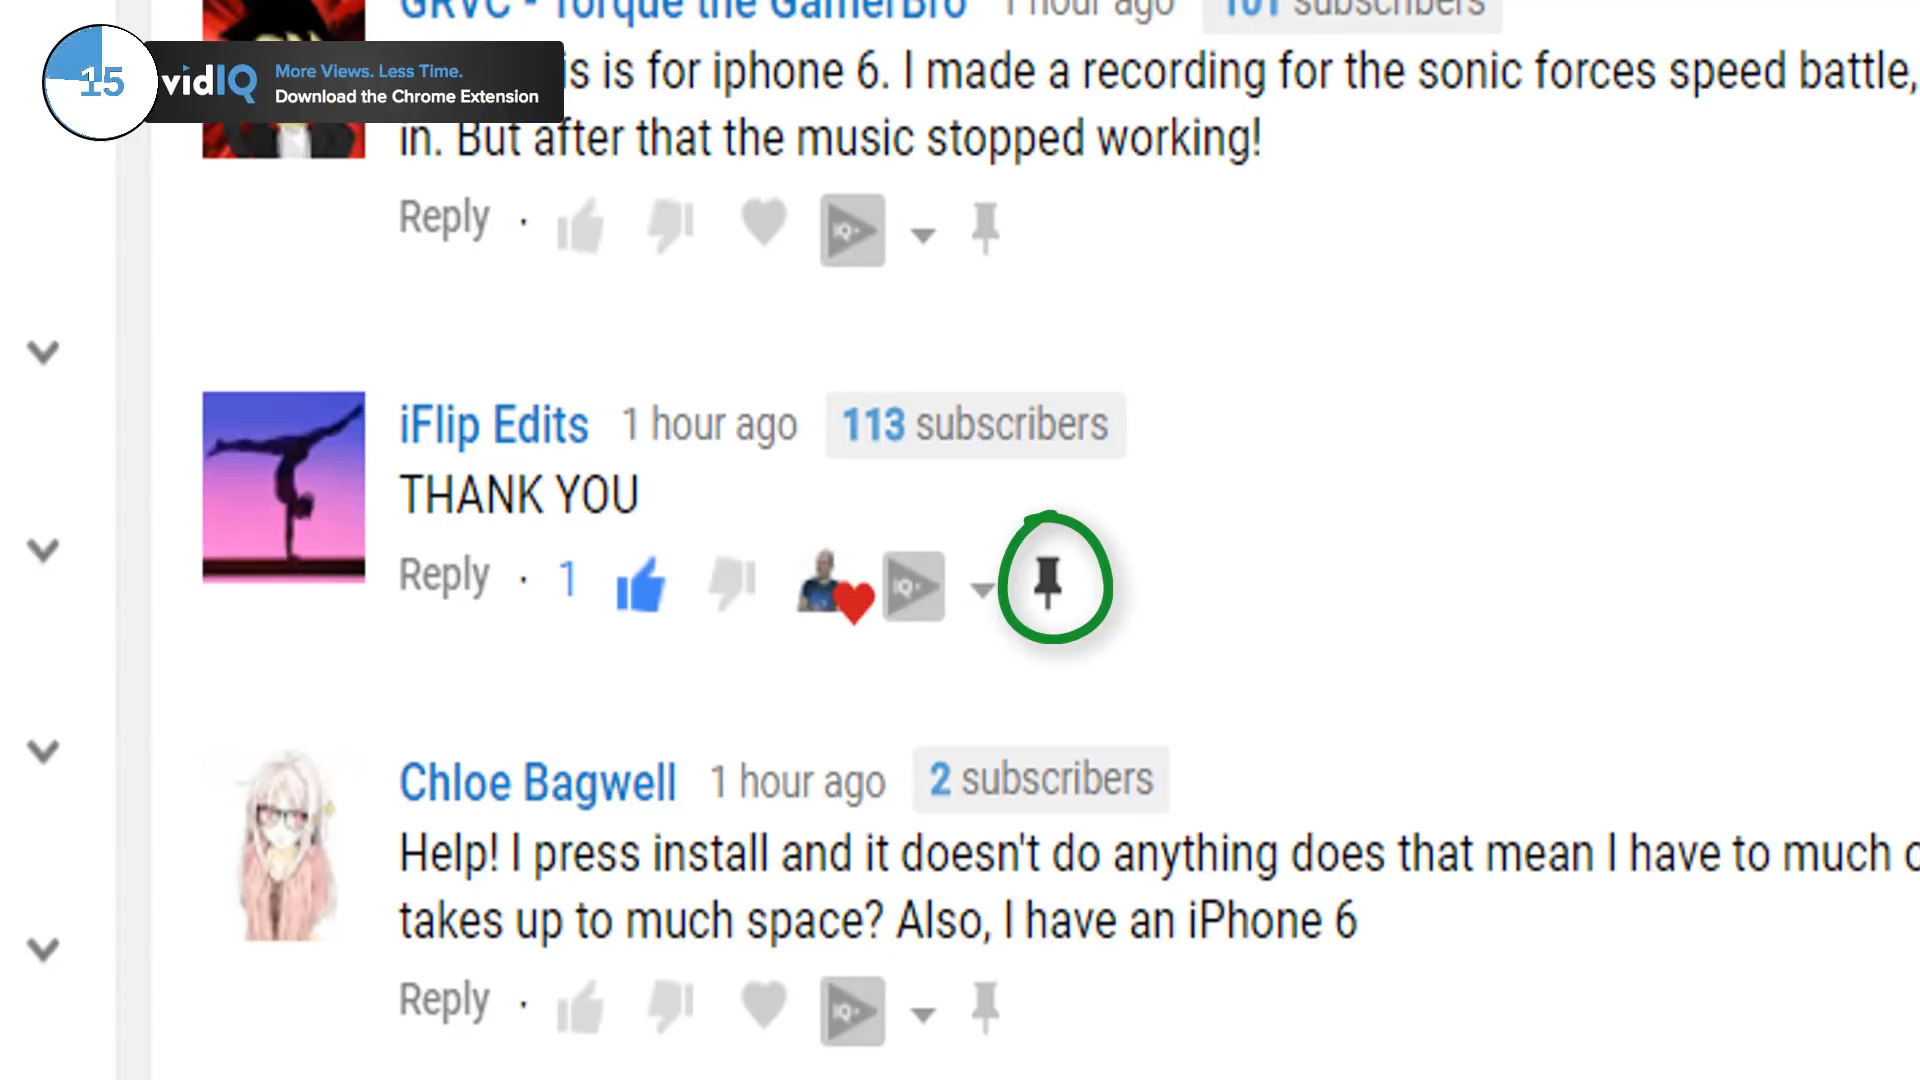 GRVC - Torque the GamerBro 1 hour ago 101 subscribers
15
vidIQ
More Views. Less Time.
Download the Chrome Extension
is is for iphone 6. I made a recording for the sonic forces speed battle,
in. But after that the music stopped working!
Reply ·
IQ+
iFlip Edits 1 hour ago 113 subscribers
THANK YOU
Reply · 1
IQ+
Chloe Bagwell 1 hour ago 2 subscribers
Help! I press install and it doesn't do anything does that mean I have to much
takes up to much space? Also, I have an iPhone 6
Reply ·
IQ+